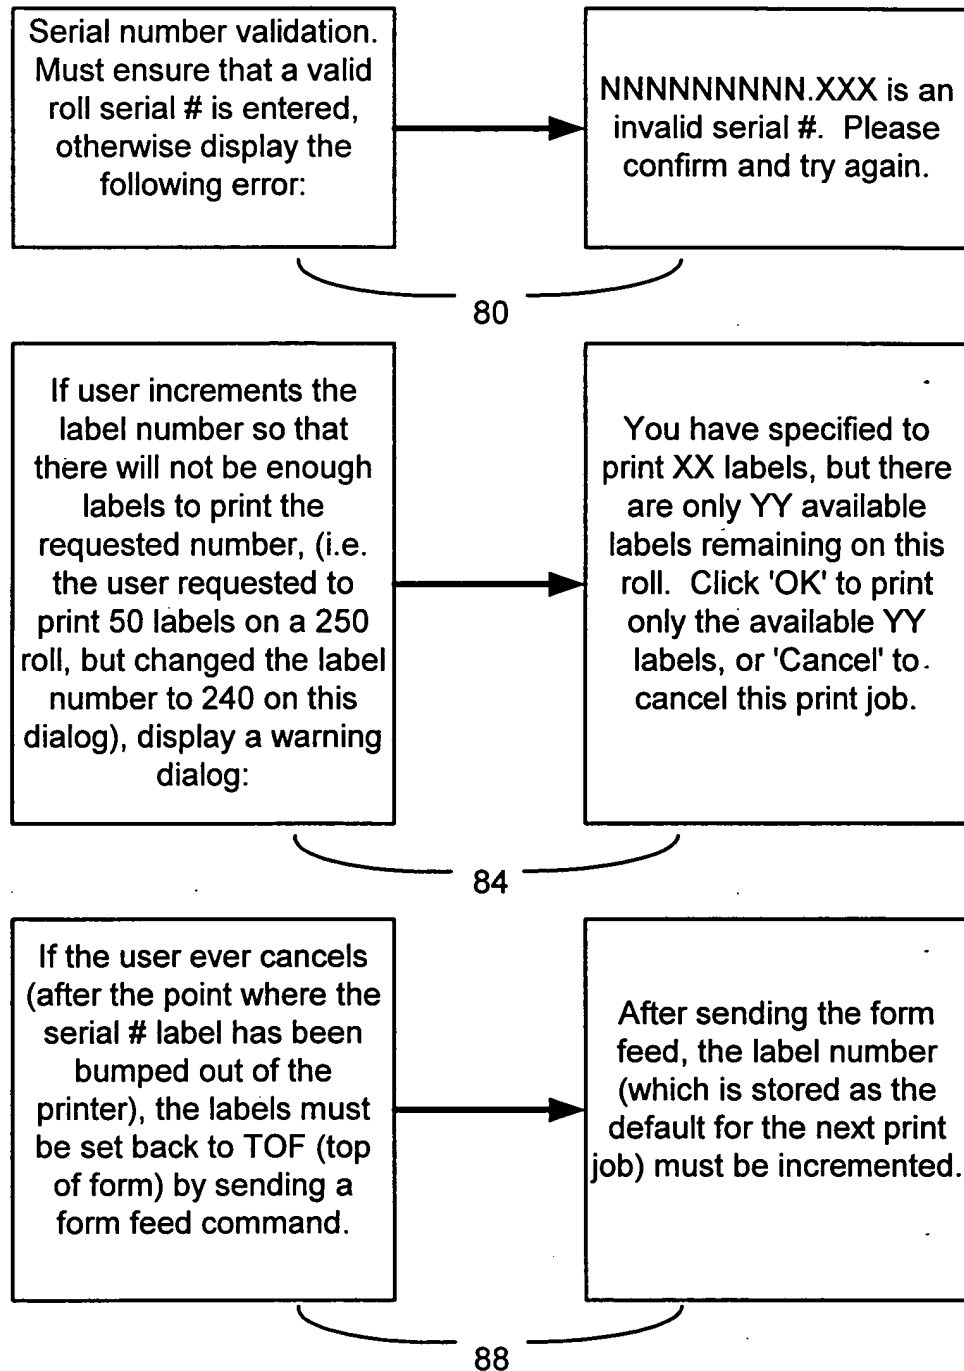 Serial number validation.
Must ensure that a valid
roll serial # is entered,
otherwise display the
following error:
NNNNNNNNN.XXX is an
invalid serial #. Please
confirm and try again.
80
If user increments the
label number so that
there will not be enough
labels to print the
requested number, (i.e.
the user requested to
print 50 labels on a 250
roll, but changed the label
number to 240 on this
dialog), display a warning
dialog:
You have specified to
print XX labels, but there
are only YY available
labels remaining on this
roll. Click 'OK' to print
only the available YY
labels, or 'Cancel' to
cancel this print job.
84
If the user ever cancels
(after the point where the
serial # label has been
bumped out of the
printer), the labels must
be set back to TOF (top
of form) by sending a
form feed command.
After sending the form
feed, the label number
(which is stored as the
default for the next print
job) must be incremented.
88